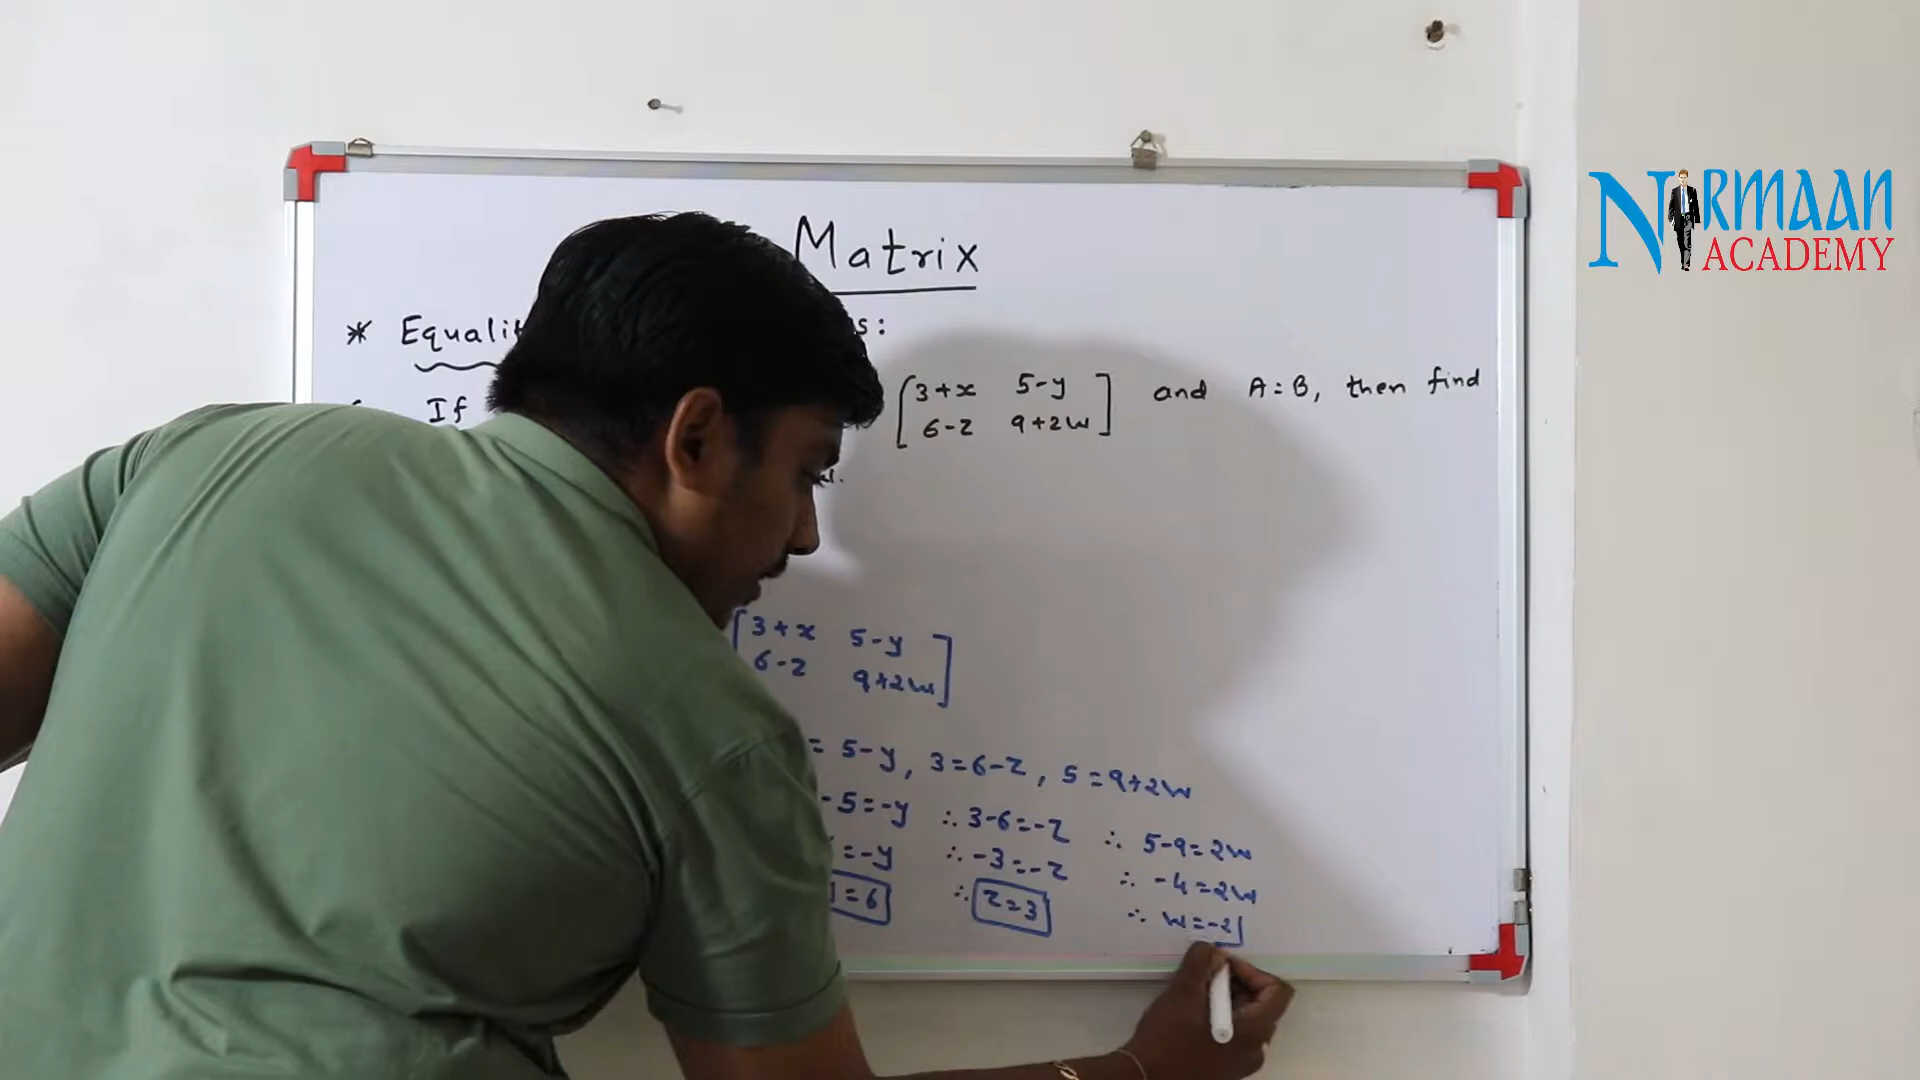 NIRMAAN
ACADEMY
Matrix
* Equalit s:
If [3+x 5-y and A=B, then find
6-z 9+2w]
[3+x 5-y
6-z 9+2w]
= 5-y, 3=6-z, 5=9+2w
-5=-y ∴ 3-6=-z ∴ 5-9=2w
=-y ∴ -3=-z ∴ -4=2w
=6 ∴ z=3 ∴ w=-2